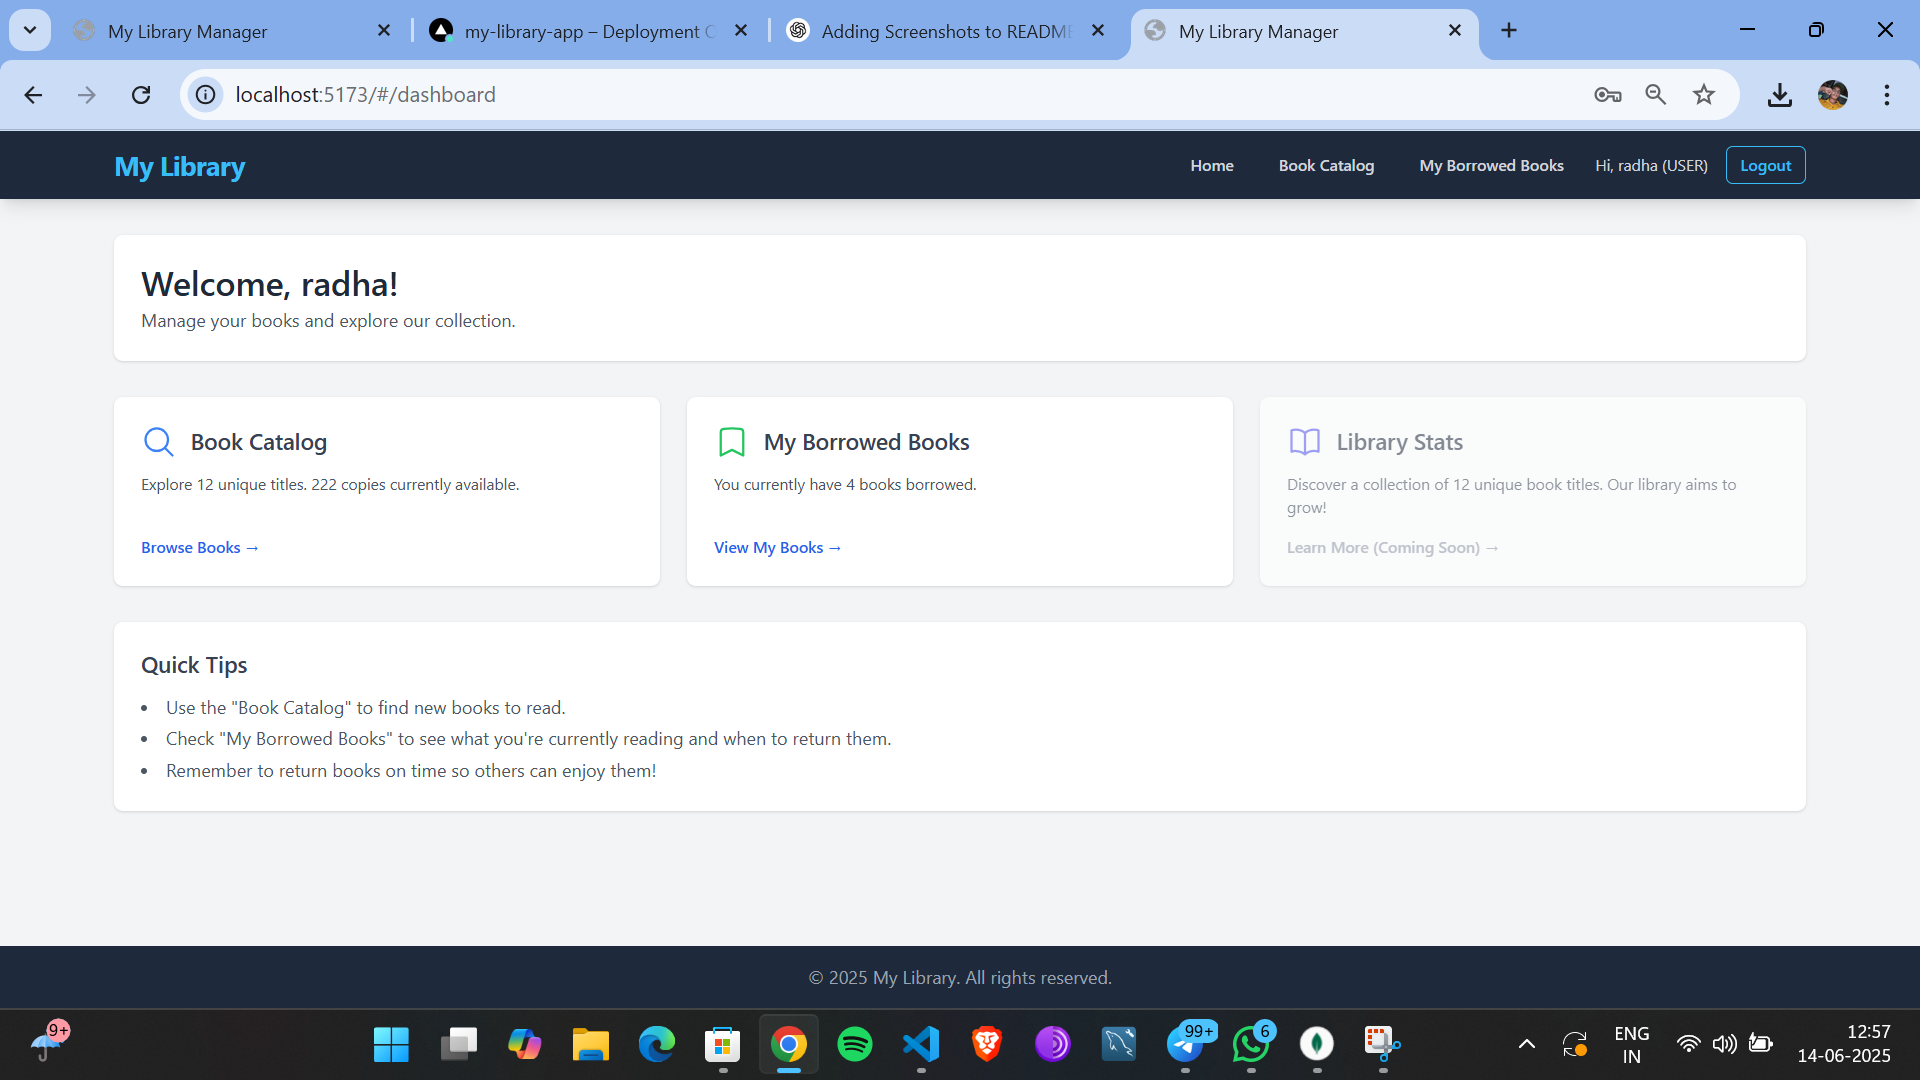 My Library Manager
my-library-app – Deployment
Adding Screenshots to README
My Library Manager
localhost:5173/#/dashboard
My Library
Home
Book Catalog
My Borrowed Books
Hi, radha (USER)
Logout
Welcome, radha!
Manage your books and explore our collection.
Book Catalog
Explore 12 unique titles. 222 copies currently available.
Browse Books →
My Borrowed Books
You currently have 4 books borrowed.
View My Books →
Library Stats
Discover a collection of 12 unique book titles. Our library aims to
grow!
Learn More (Coming Soon) →
Quick Tips
• Use the "Book Catalog" to find new books to read.
• Check "My Borrowed Books" to see what you're currently reading and when to return them.
• Remember to return books on time so others can enjoy them!
© 2025 My Library. All rights reserved.
9+
99+
6
ENG
IN
12:57
14-06-2025